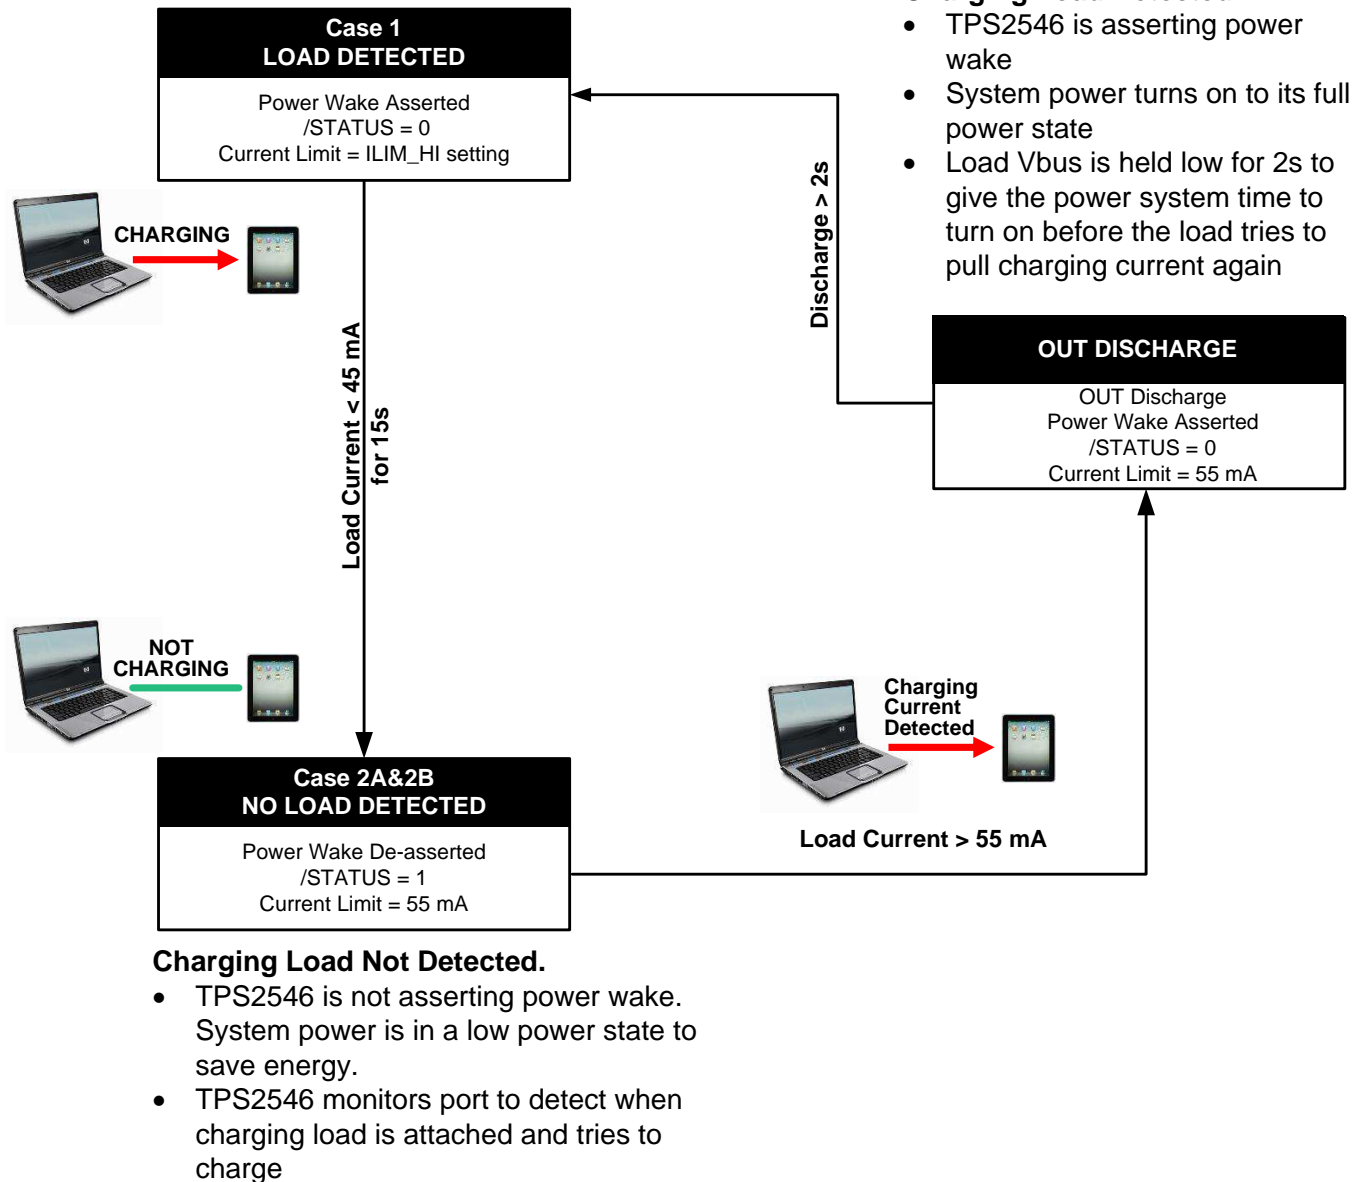 Case 1
LOAD DETECTED
Power Wake Asserted
/STATUS = 0
Current Limit = ILIM_HI setting
• TPS2546 is asserting power
wake
• System power turns on to its full
power state
• Load Vbus is held low for 2s to
give the power system time to
turn on before the load tries to
pull charging current again
CHARGING
Discharge > 2s
Load Current < 45 mA
for 15s
OUT DISCHARGE
OUT Discharge
Power Wake Asserted
/STATUS = 0
Current Limit = 55 mA
NOT
CHARGING
Charging
Current
Detected
Load Current > 55 mA
Case 2A&2B
NO LOAD DETECTED
Power Wake De-asserted
/STATUS = 1
Current Limit = 55 mA
Charging Load Not Detected.
• TPS2546 is not asserting power wake.
System power is in a low power state to
save energy.
• TPS2546 monitors port to detect when
charging load is attached and tries to
charge